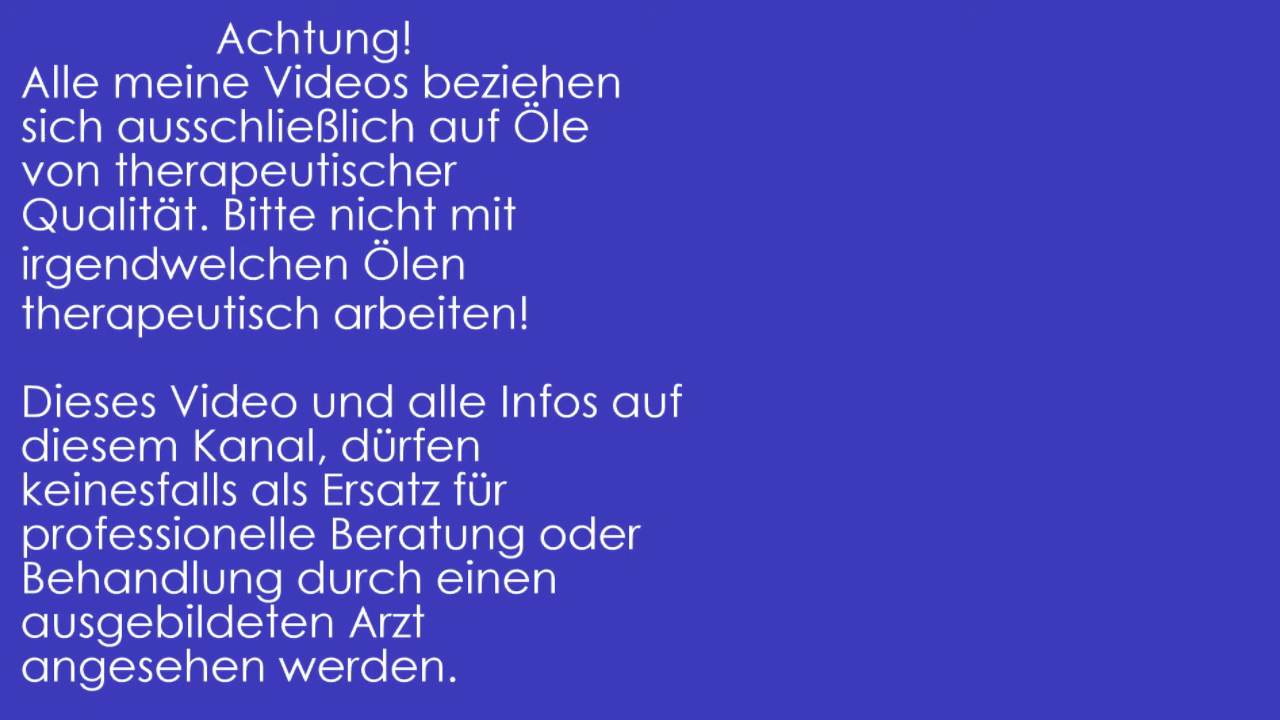 Achtung!
Alle meine Videos beziehen
sich ausschließlich auf Öle
von therapeutischer
Qualität. Bitte nicht mit
irgendwelchen Ölen
therapeutisch arbeiten!
Dieses Video und alle Infos auf
diesem Kanal, dürfen
keinesfalls als Ersatz für
professionelle Beratung oder
Behandlung durch einen
ausgebildeten Arzt
angesehen werden.